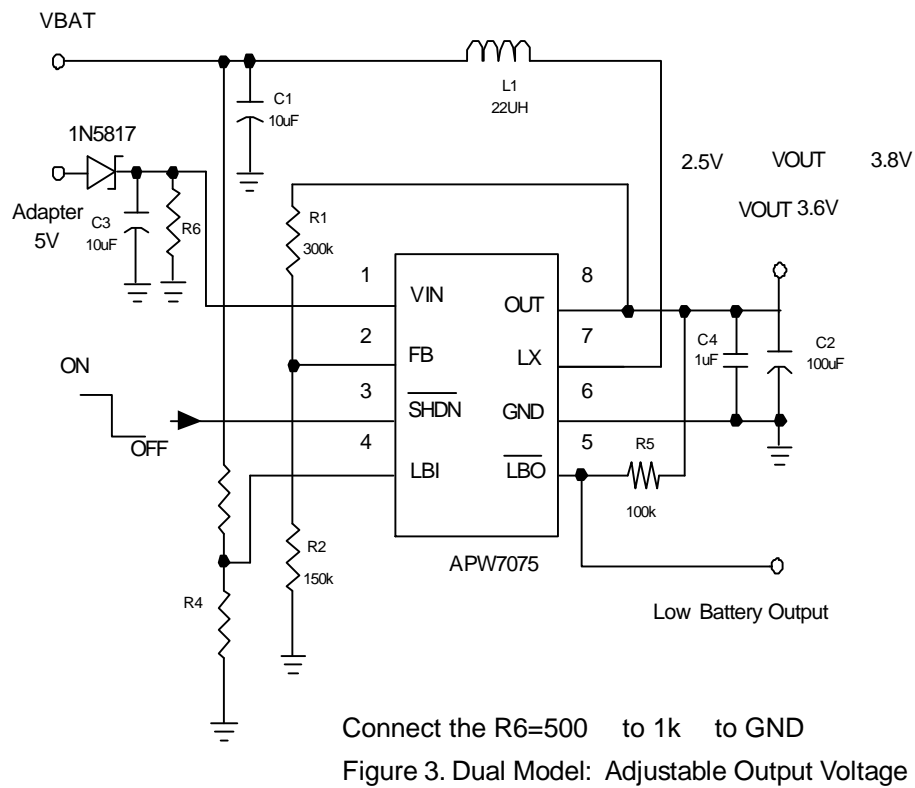 VBAT
L1
22UH
C1
10uF
1N5817
Adapter
5V
C3
10uF
R6
2.5V VOUT 3.8V
VOUT 3.6V
R1
300k
1
2
3
4
VIN
FB
SHDN
LBI
OUT
LX
GND
LBO
8
7
6
5
C4
1uF
C2
100uF
ON
OFF
R5
100k
R2
150k
R4
APW7075
Low Battery Output
Connect the R6=500 to 1k to GND
Figure 3. Dual Model: Adjustable Output Voltage